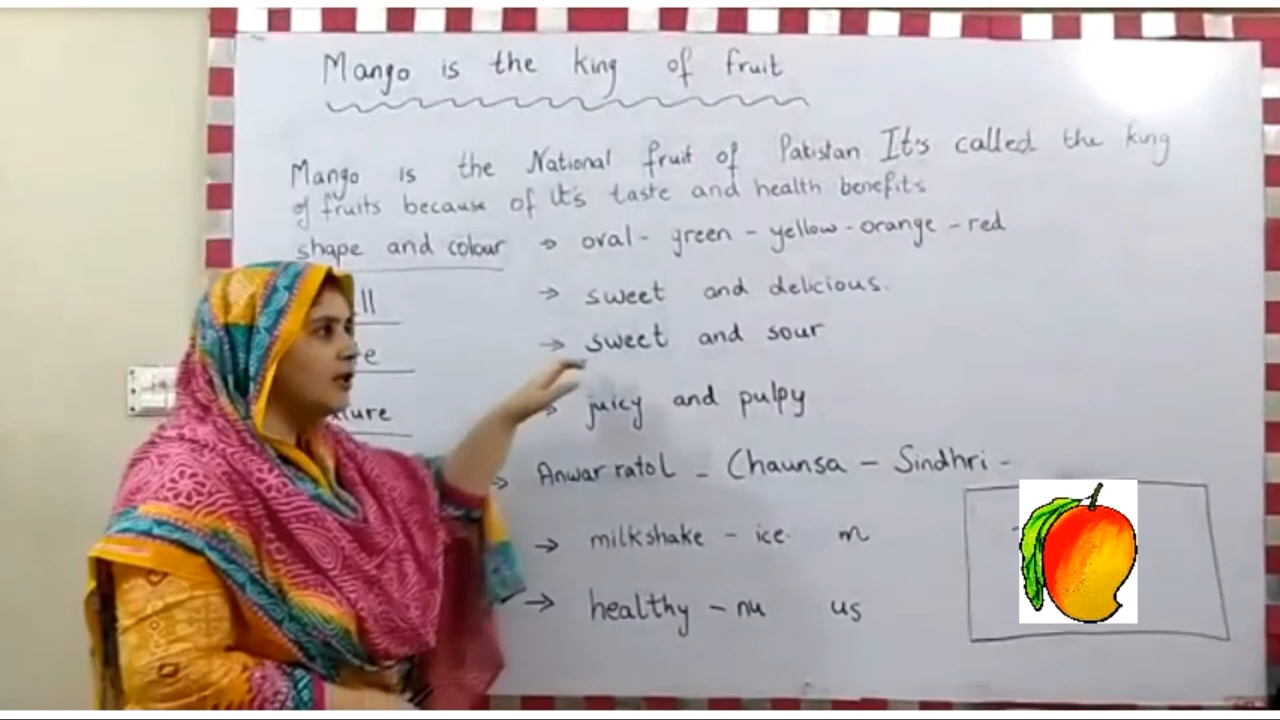 Mango is the king of fruit
Mango is the National fruit of Pakistan It's called the king
of fruits because of It's taste and health benefits
shape and colour → oval - green - yellow - orange - red
→ sweet and delicious.
→ sweet and sour
→ juicy and pulpy
→ Anwar ratol - Chaunsa - Sindhri -
→ milkshake - ice
→ healthy -